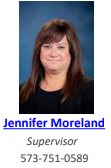 Jennifer Moreland
Supervisor
573-751-0589